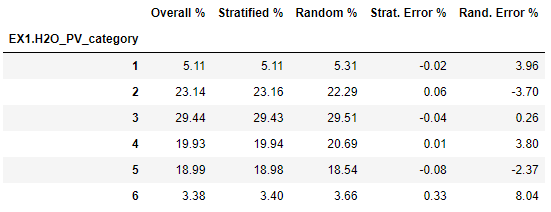 Overall % Stratified % Random % Strat. Error % Rand. Error %
EX1.H2O_PV_category
1 5.11 5.11 5.31 -0.02 3.96
2 23.14 23.16 22.29 0.06 -3.70
3 29.44 29.43 29.51 -0.04 0.26
4 19.93 19.94 20.69 0.01 3.80
5 18.99 18.98 18.54 -0.08 -2.37
6 3.38 3.40 3.66 0.33 8.04